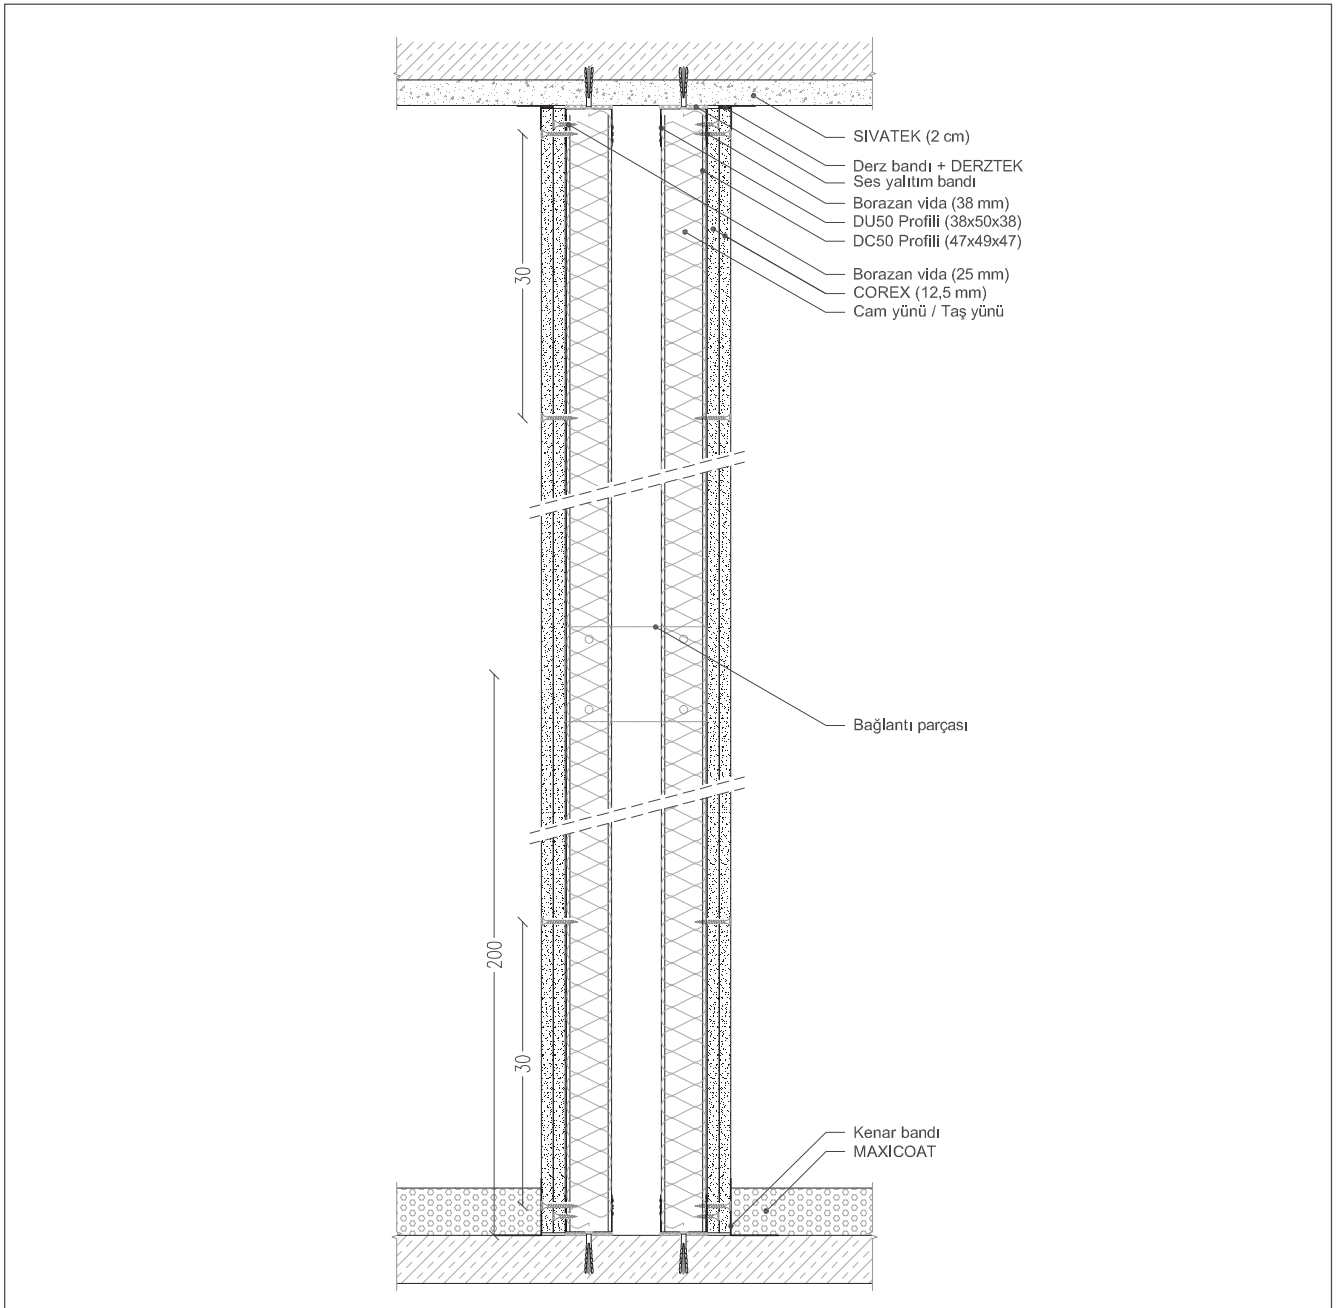 SIVATEK (2 cm)
Derz bandı + DERZTEK
Ses yalıtım bandı
Borazan vida (38 mm)
DU50 Profili (38x50x38)
DC50 Profili (47x49x47)
Borazan vida (25 mm)
COREX (12,5 mm)
Cam yünü / Taş yünü
30
Bağlantı parçası
200
30
Kenar bandı
MAXICOAT